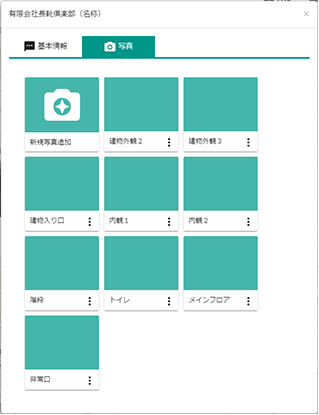 有限会社長靴倶楽部（名称）
基本情報
写真
新規写真追加
建物外観２
建物外観３
建物入り口
内観１
内観２
階段
トイレ
メインフロア
非常口